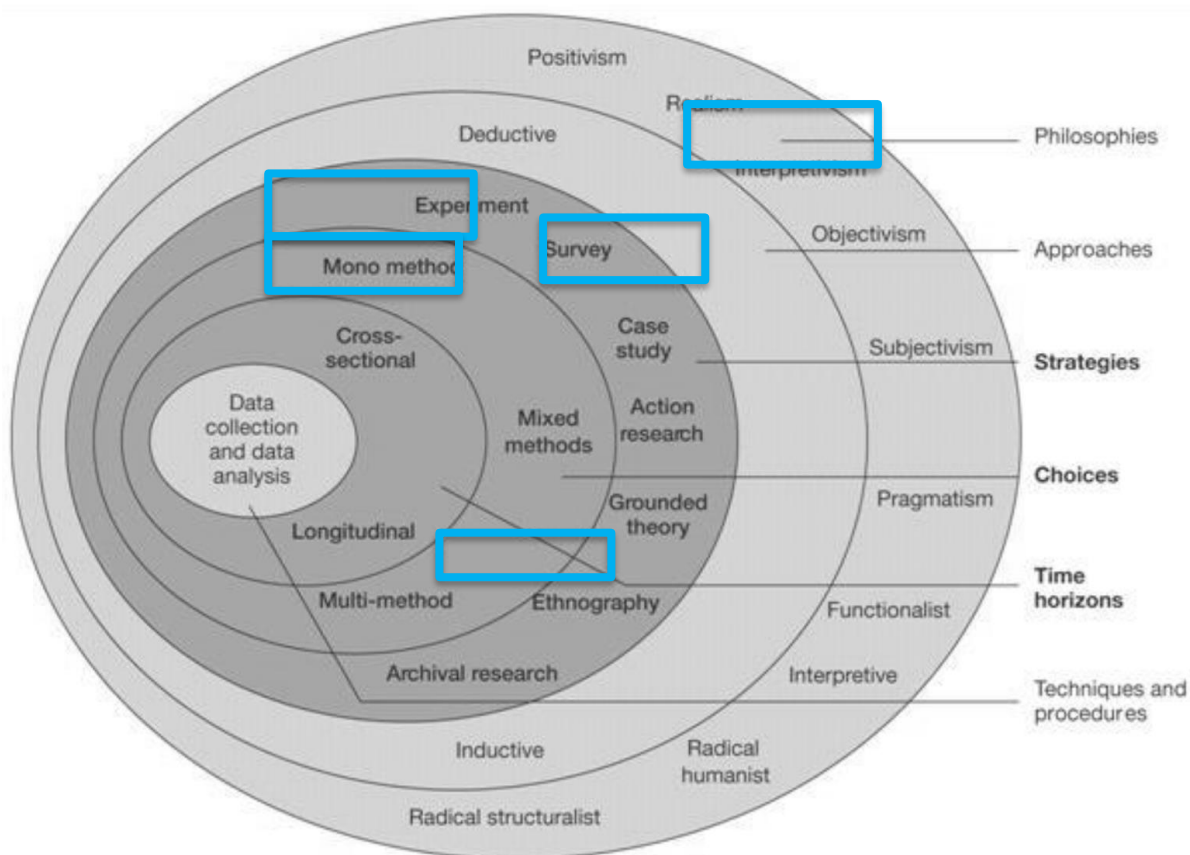 Positivism
Realism
Philosophies
Deductive
Interpretivism
Experiment
Objectivism
Approaches
Survey
Mono method
Case
study
Cross-
sectional
Subjectivism
Strategies
Data
collection
and data
analysis
Mixed
methods
Action
research
Choices
Pragmatism
Grounded
theory
Longitudinal
Time
horizons
Multi-method
Ethnography
Functionalist
Archival research
Interpretive
Techniques and
procedures
Inductive
Radical
humanist
Radical structuralist